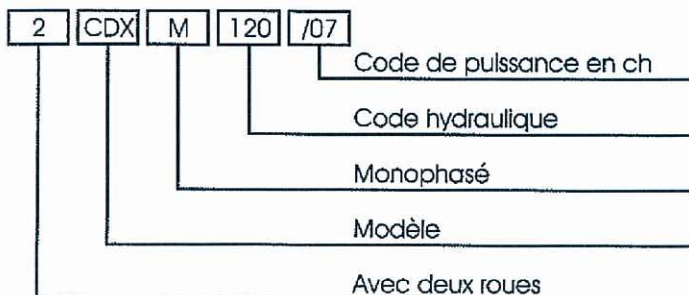 2 CDX M 120 /07
Code de puissance en ch
Code hydraulique
Monophasé
Modèle
Avec deux roues